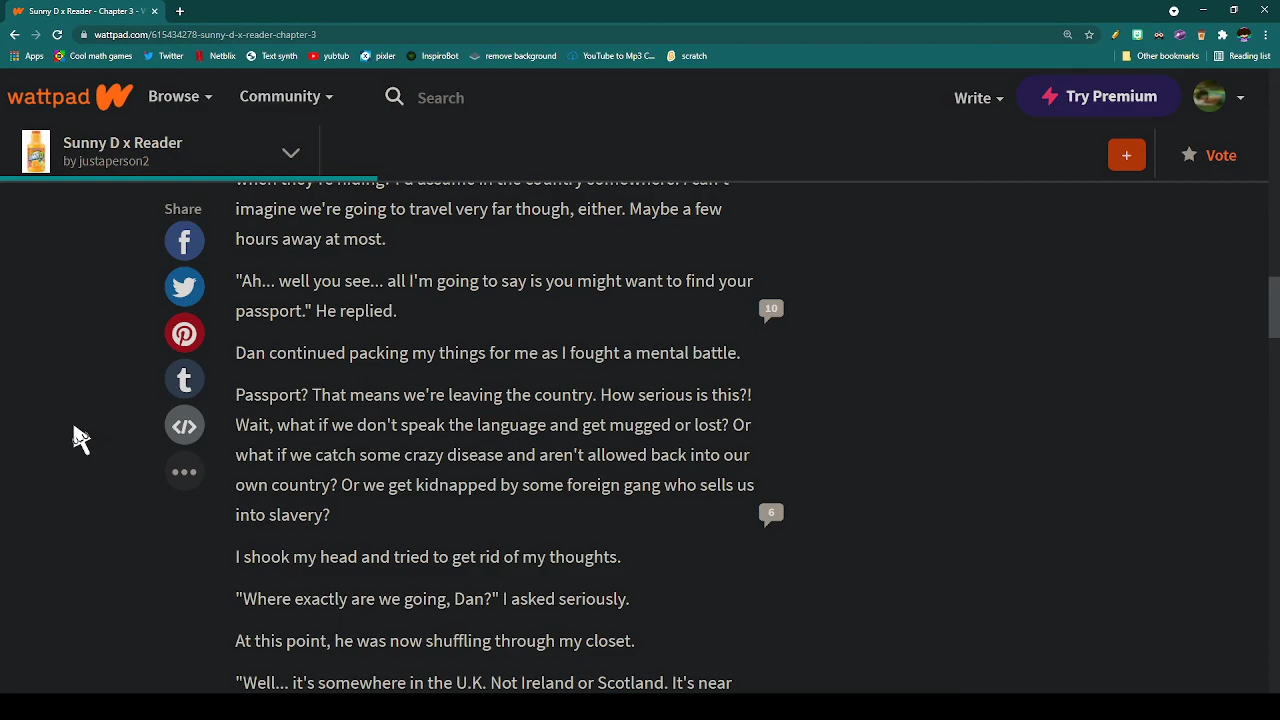 Sunny D x Reader - Chapter 3 - W
wattpad.com/615434278-sunny-d-x-reader-chapter-3
Apps
Cool math games
Twitter
Netblix
Text synth
yubtub
pixler
InspiroBot
remove background
YouTube to Mp3 C...
scratch
Other bookmarks
Reading list
wattpad
Browse
Community
Search
Write
Try Premium
Sunny D x Reader
by justaperson2
+
Vote
Share
imagine we're going to travel very far though, either. Maybe a few
hours away at most.
"Ah... well you see... all I'm going to say is you might want to find your
passport." He replied.
10
Dan continued packing my things for me as I fought a mental battle.
Passport? That means we're leaving the country. How serious is this?!
Wait, what if we don't speak the language and get mugged or lost? Or
what if we catch some crazy disease and aren't allowed back into our
own country? Or we get kidnapped by some foreign gang who sells us
into slavery?
6
I shook my head and tried to get rid of my thoughts.
"Where exactly are we going, Dan?" I asked seriously.
At this point, he was now shuffling through my closet.
"Well... it's somewhere in the U.K. Not Ireland or Scotland. It's near